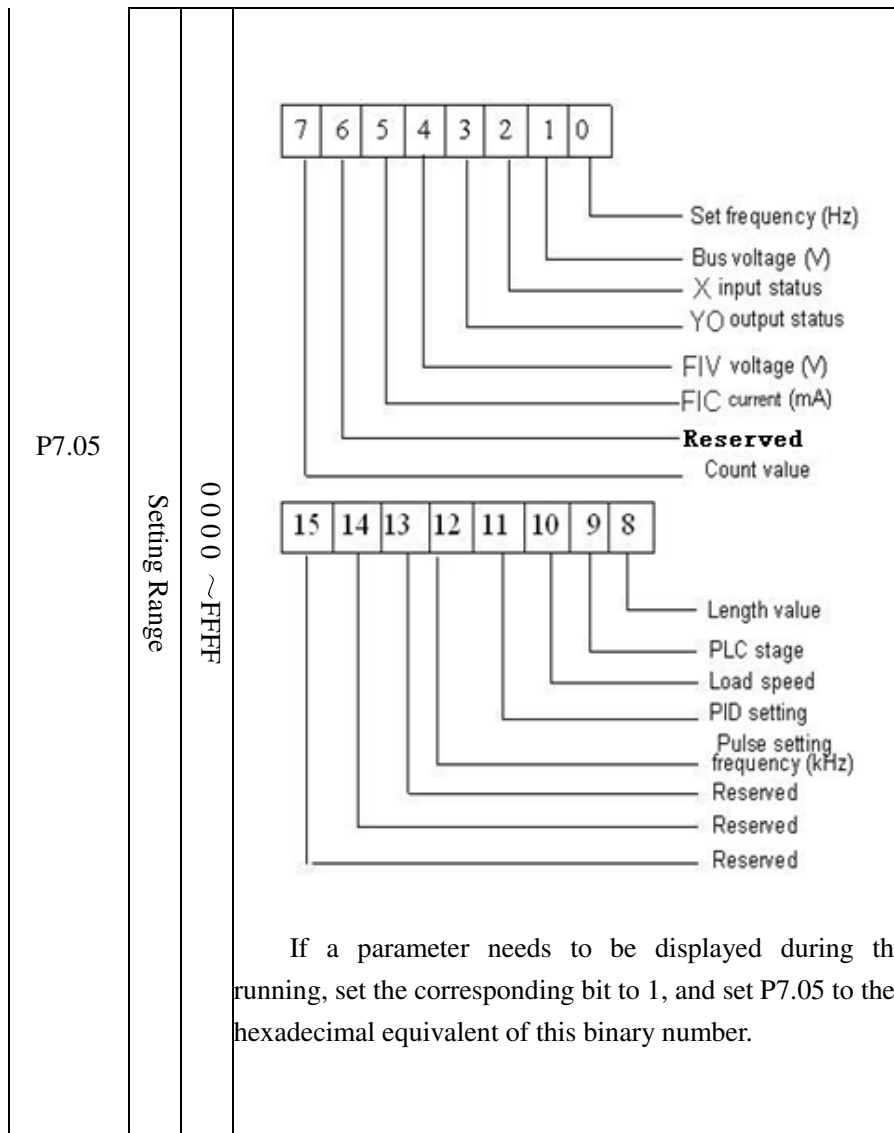 7 6 5 4 3 2 1 0
Set frequency (Hz)
Bus voltage (V)
X input status
YO output status
FIV voltage (V)
FIC current (mA)
Reserved
Count value
P7.05
Setting Range
0000 ～FFFF
15 14 13 12 11 10 9 8
Length value
PLC stage
Load speed
PID setting
Pulse setting
frequency (kHz)
Reserved
Reserved
Reserved
If a parameter needs to be displayed during th
running, set the corresponding bit to 1, and set P7.05 to the
hexadecimal equivalent of this binary number.